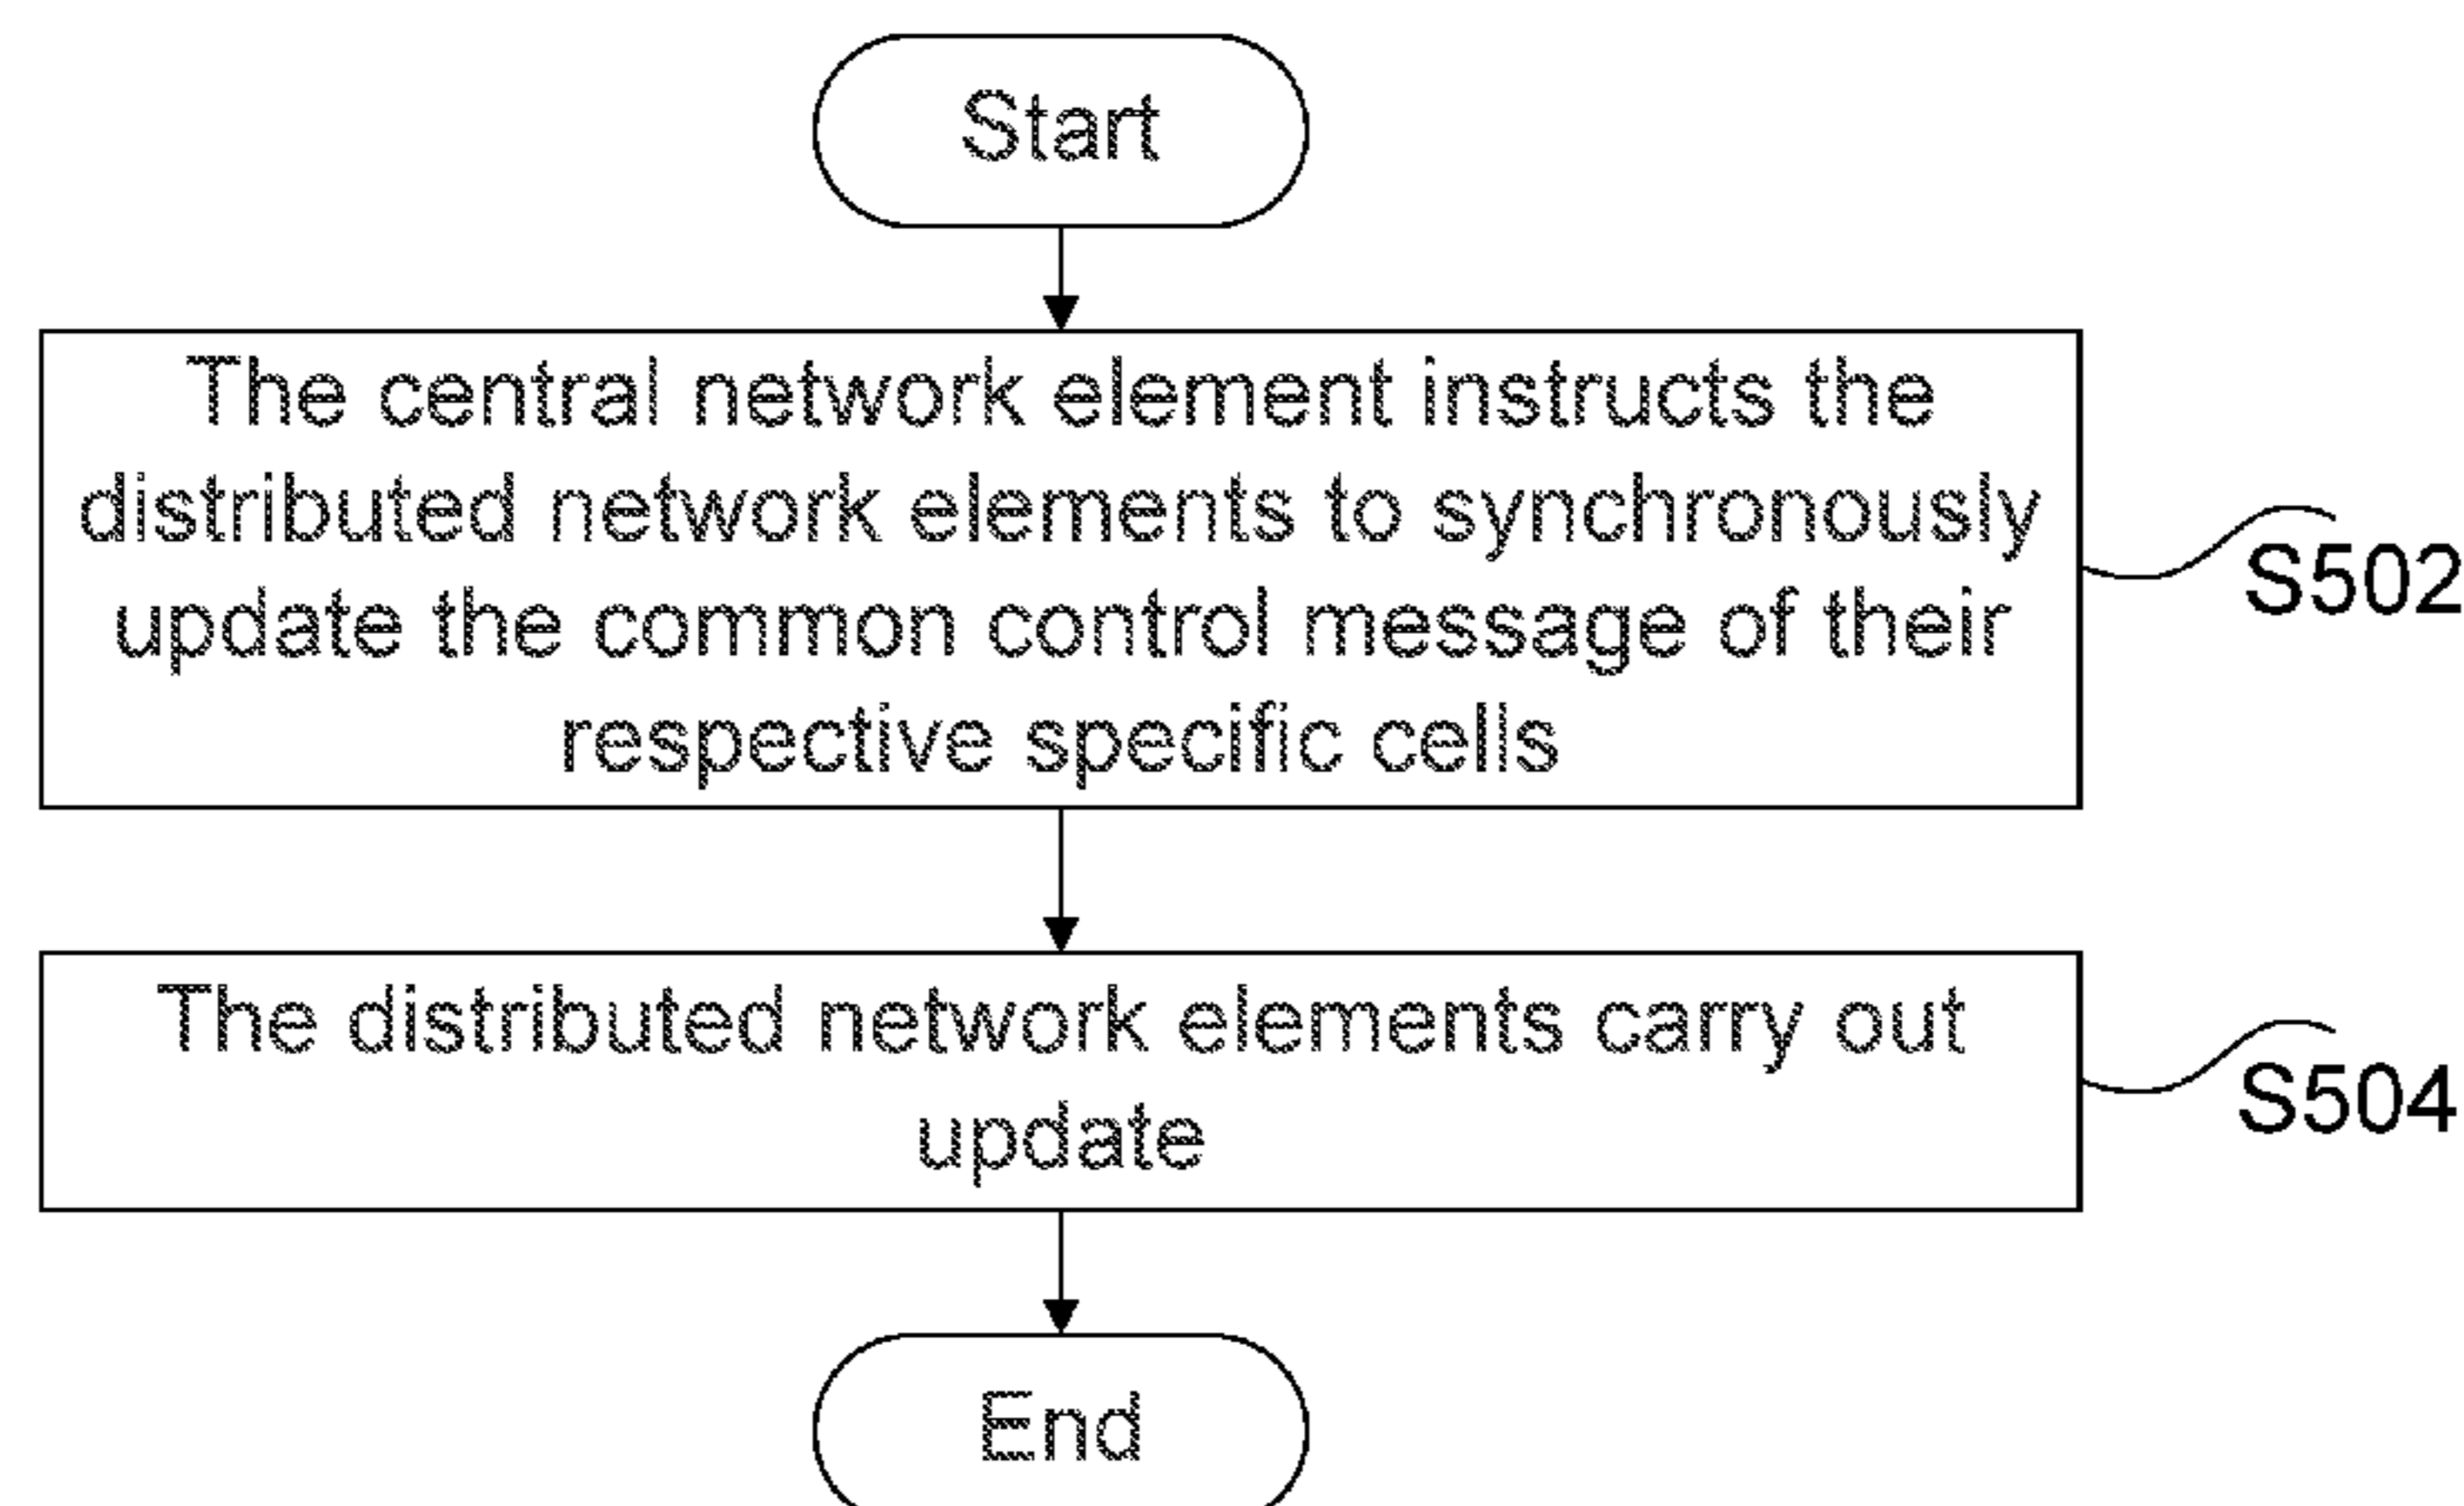 Start
The central network element instructs the
distributed network elements to synchronously
update the common control message of their
respective specific cells
S502
The distributed network elements carry out
update
S504
End